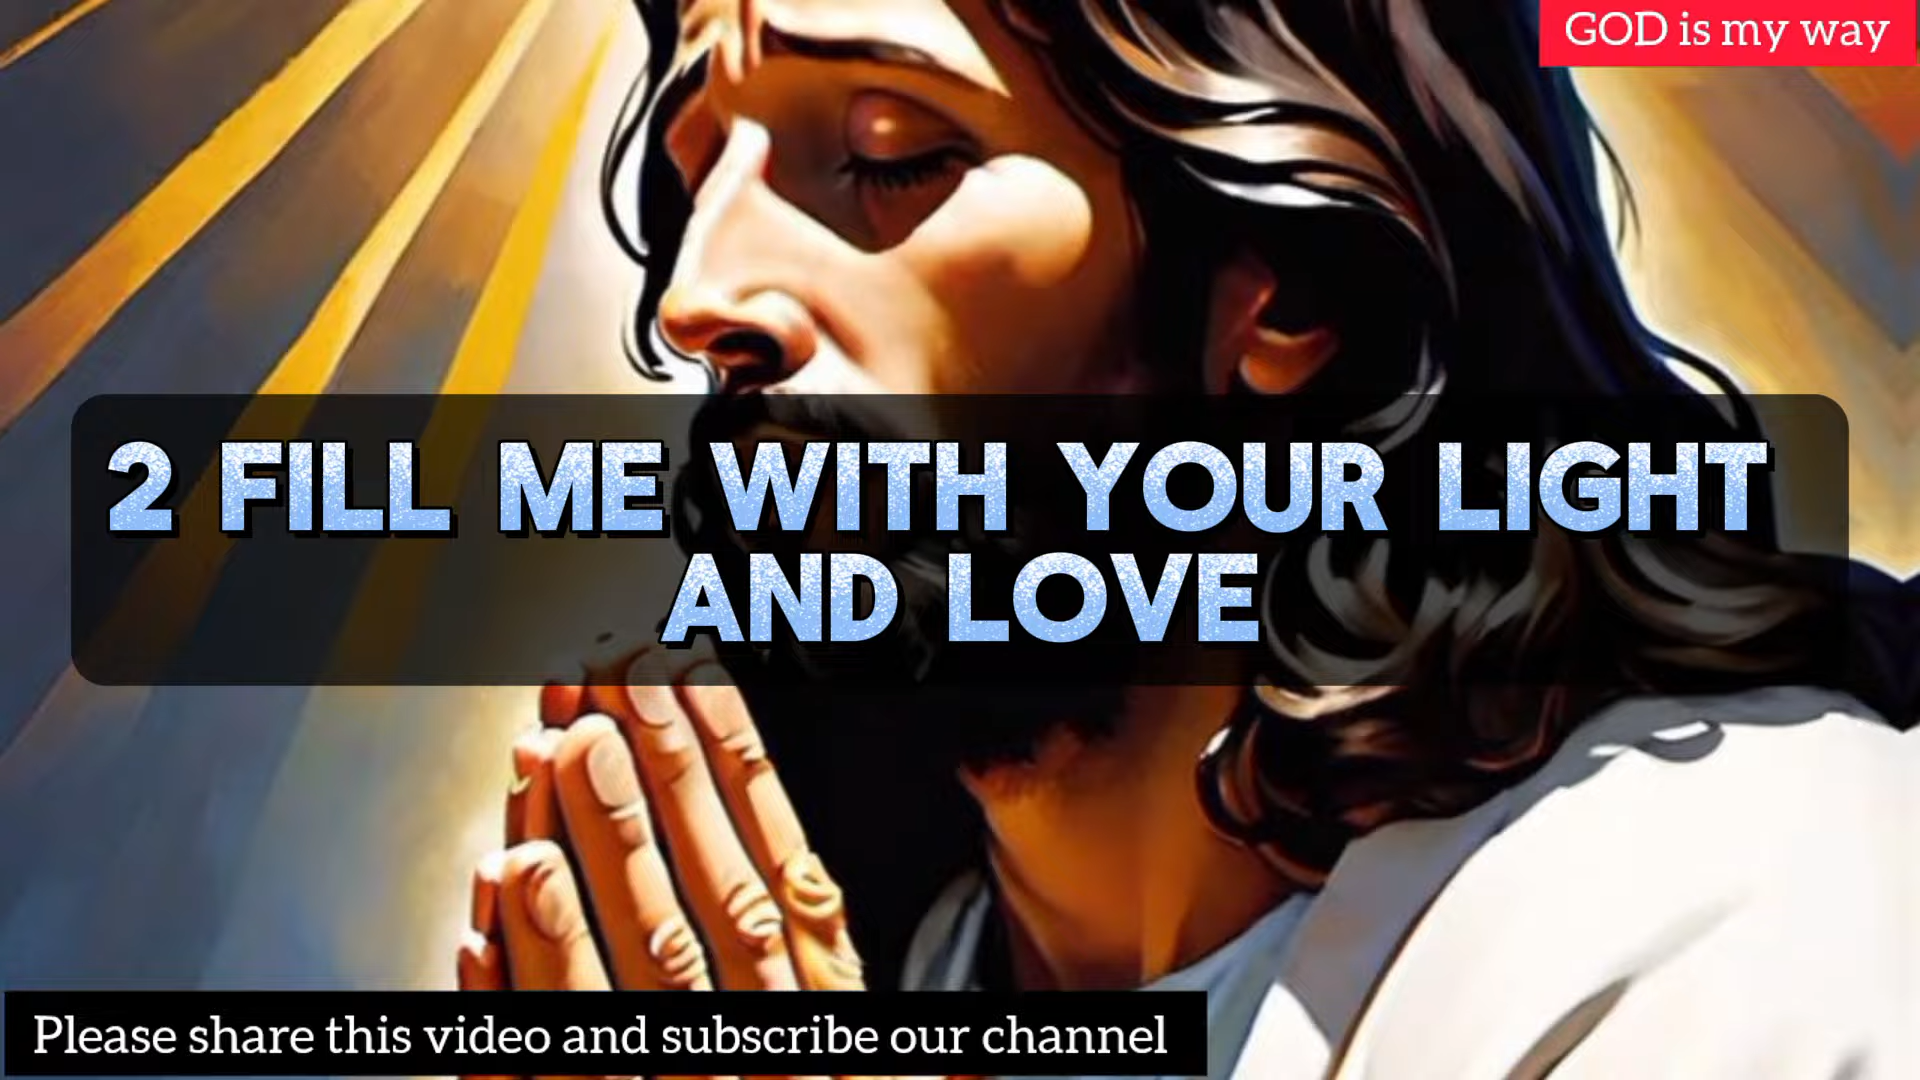 GOD is my way
2 FILL ME WITH YOUR LIGHT
AND LOVE
Please share this video and subscribe our channel